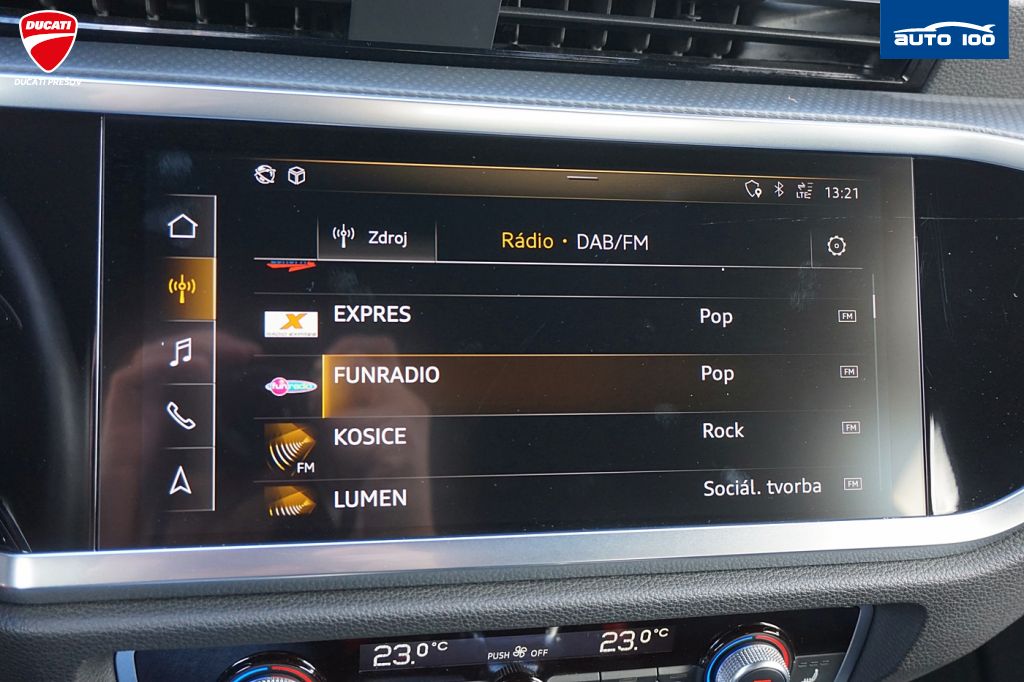 DUCATI
DUCATI PREŠOV
AUTO 100
LTE 13:21
Zdroj
Rádio • DAB/FM
EXPRES Pop FM
FUNRADIO Pop FM
funradio
KOSICE Rock FM
FM
LUMEN Sociál. tvorba FM
23.0°C PUSH OFF 23.0°C